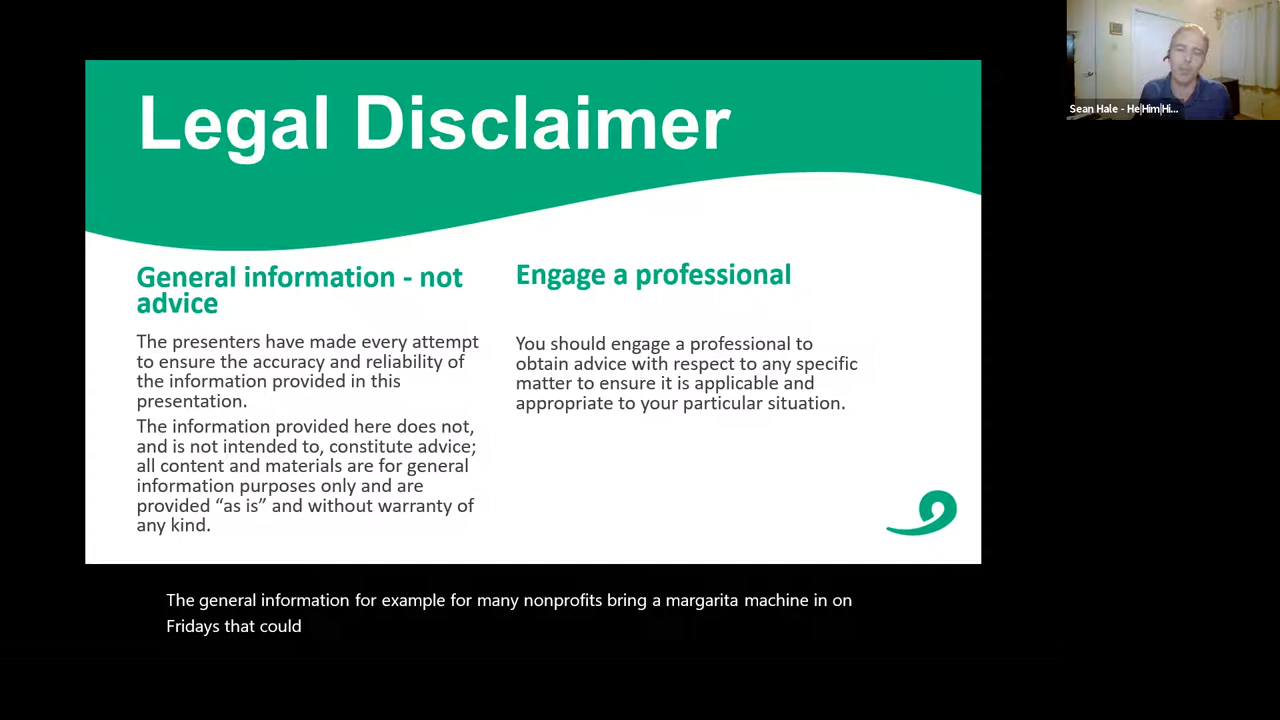 Legal Disclaimer
General information - not
advice
The presenters have made every attempt
to ensure the accuracy and reliability of
the information provided in this
presentation.
The information provided here does not,
and is not intended to, constitute advice;
all content and materials are for general
information purposes only and are
provided “as is” and without warranty of
any kind.
Engage a professional
You should engage a professional to
obtain advice with respect to any specific
matter to ensure it is applicable and
appropriate to your particular situation.
Sean Hale - He|Him|Hi...
The general information for example for many nonprofits bring a margarita machine in on
Fridays that could